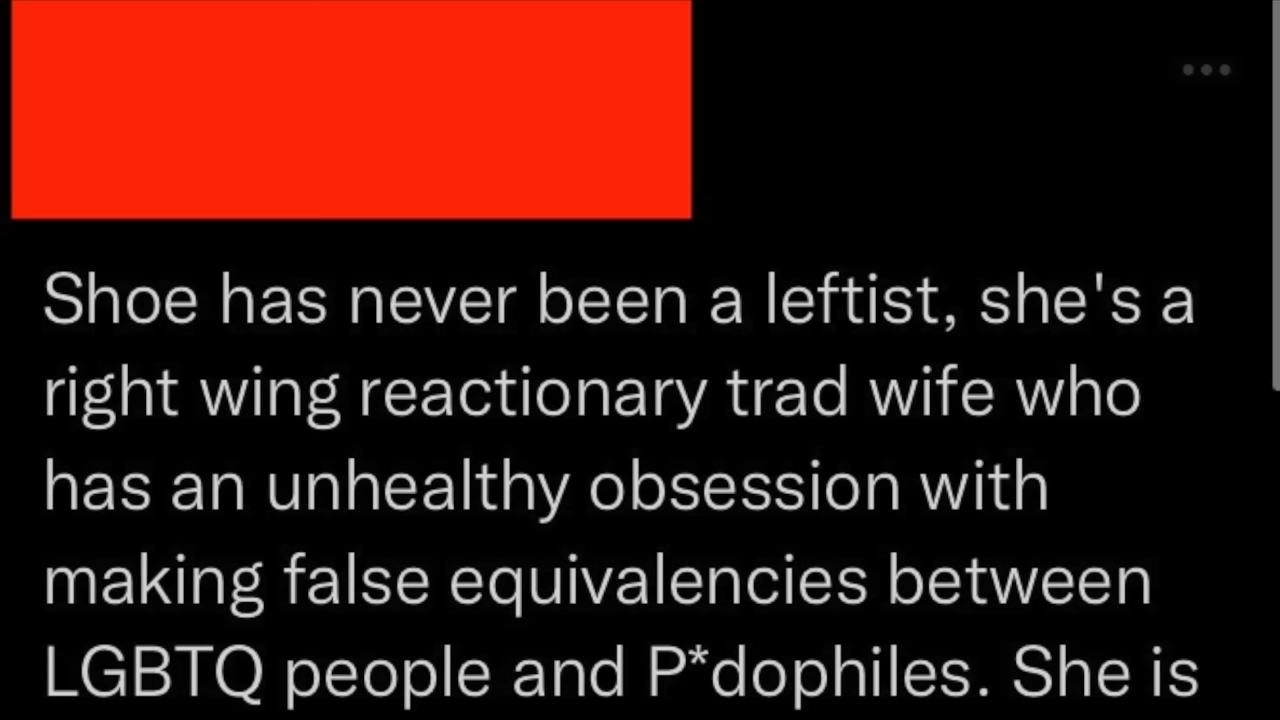 Shoe has never been a leftist, she's a
right wing reactionary trad wife who
has an unhealthy obsession with
making false equivalencies between
LGBTQ people and P*dophiles. She is